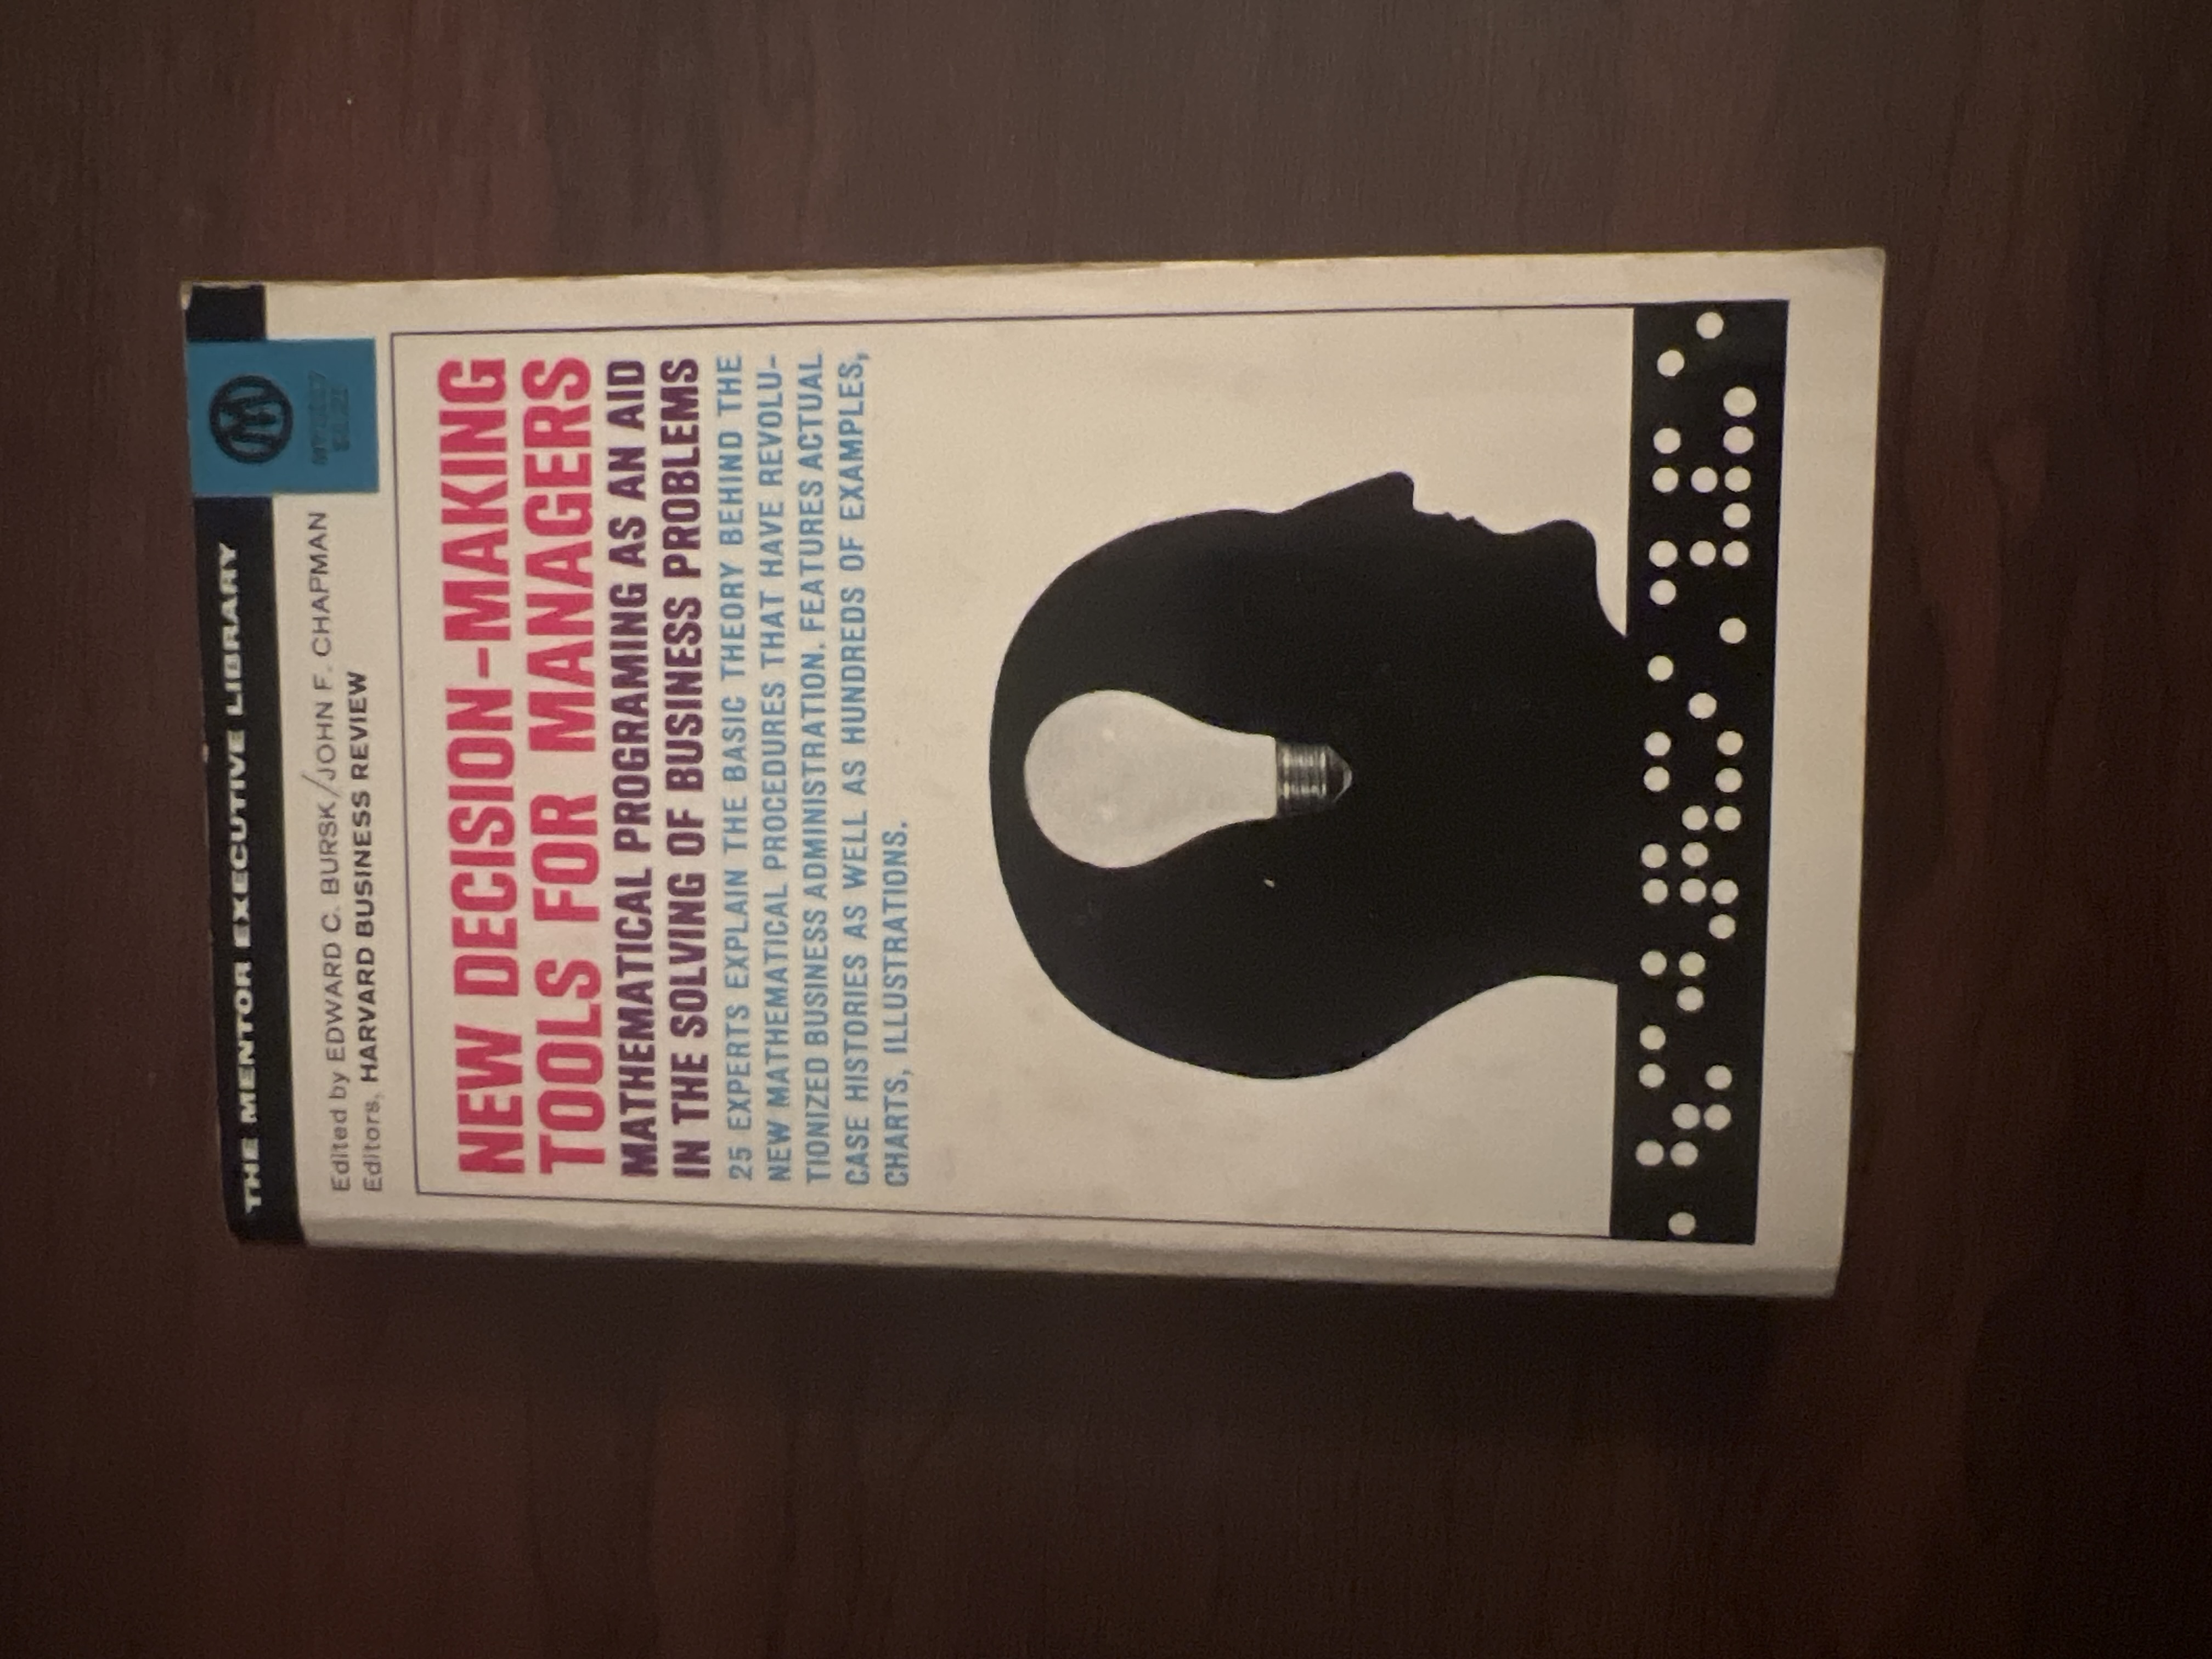 THE MENTOR EXECUTIVE LIBRARY
M
Edited by EDWARD C. BURSK/JOHN F. CHAPMAN
Editors, HARVARD BUSINESS REVIEW
NEW DECISION-MAKING
TOOLS FOR MANAGERS
MATHEMATICAL PROGRAMING AS AN AID
IN THE SOLVING OF BUSINESS PROBLEMS
25 EXPERTS EXPLAIN THE BASIC THEORY BEHIND THE
NEW MATHEMATICAL PROCEDURES THAT HAVE REVOLU-
TIONIZED BUSINESS ADMINISTRATION. FEATURES ACTUAL
CASE HISTORIES AS WELL AS HUNDREDS OF EXAMPLES,
CHARTS, ILLUSTRATIONS.